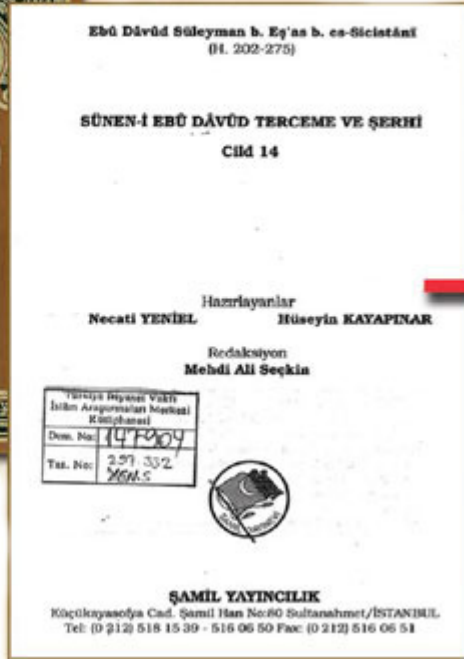 Ebû Dâvûd Süleyman b. Eş'as b. es-Sicistânî
(H. 202-275)
SÜNEN-İ EBÛ DÂVÛD TERCEME VE ŞERHİ
Cild 14
Hazırlayanlar
Necati YENİEL Hüseyin KAYAPINAR
Redaksiyon
Mehdi Ali Seçkin
Türkiye Diyanet Vakfı
İslâm Araştırmaları Merkezi
Kütüphanesi
Dem. No: 147904
Tas. No: 297.332
ŞAMİL YAYINEVİ
ŞAMİL YAYINCILIK
Küçükayasofya Cad. Şamil Han No:80 Sultanahmet/İSTANBUL
Tel: (0 212) 518 15 39 - 516 06 50 Fax: (0 212) 516 06 51